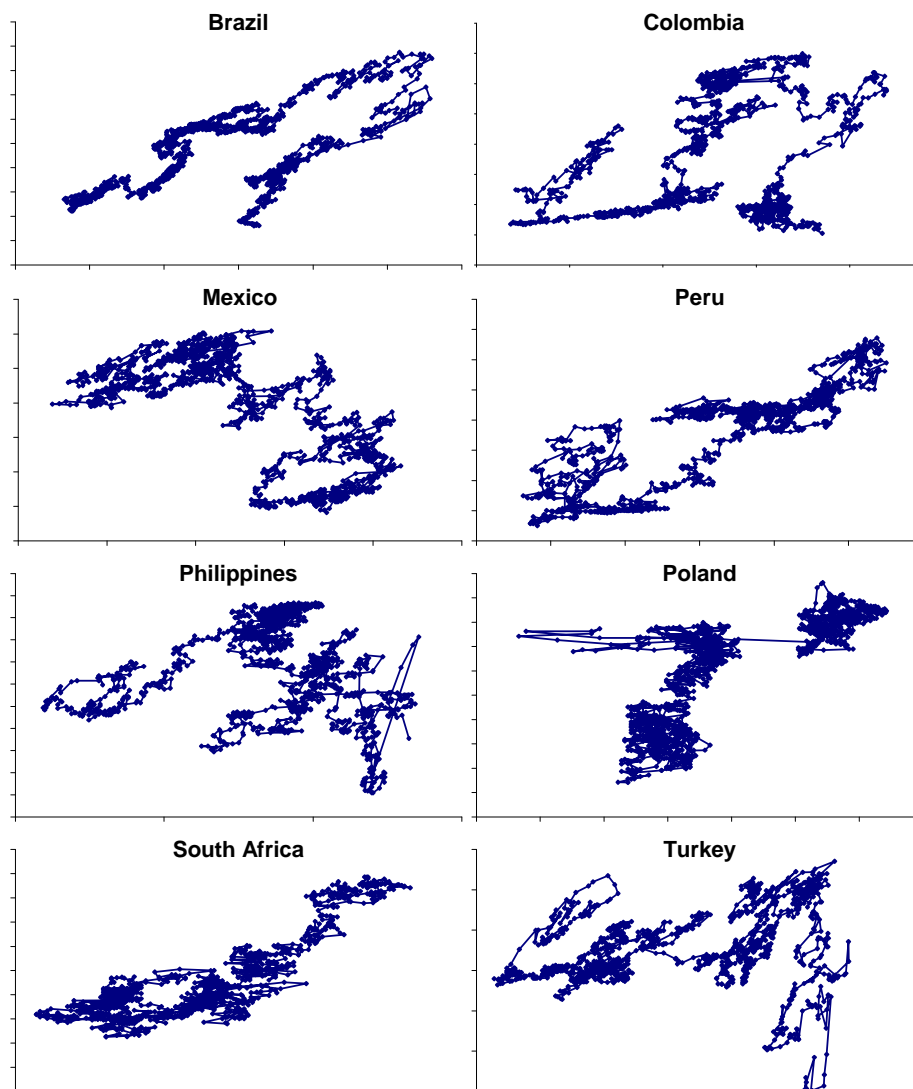 Brazil
Colombia
Mexico
Peru
Philippines
Poland
South Africa
Turkey